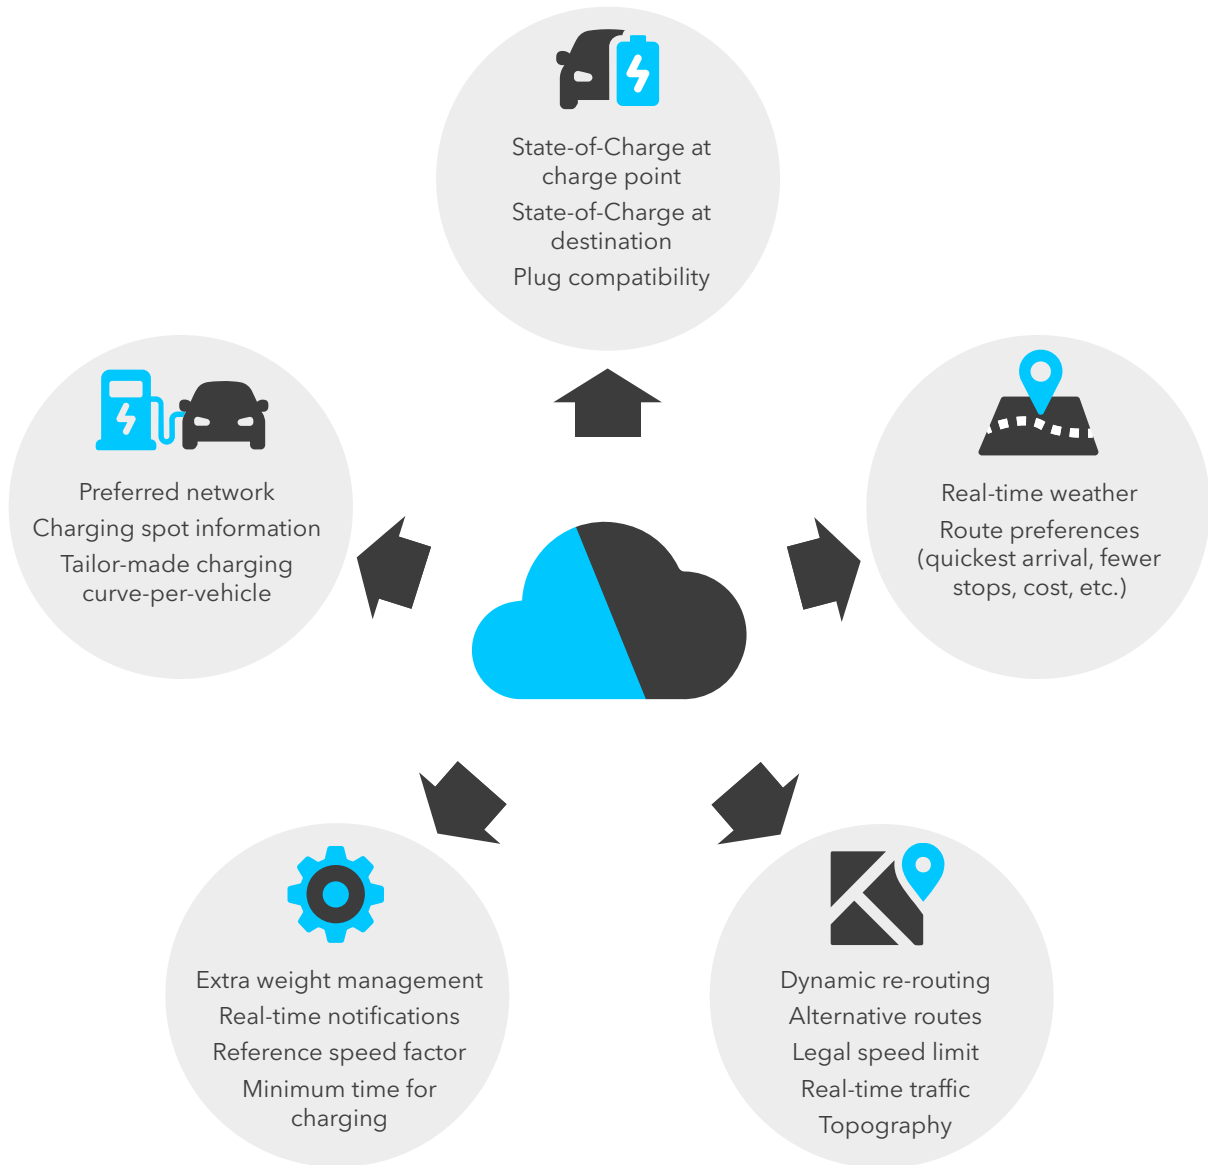 State-of-Charge at
charge point
State-of-Charge at
destination
Plug compatibility
Preferred network
Charging spot information
Tailor-made charging
curve-per-vehicle
Real-time weather
Route preferences
(quickest arrival, fewer
stops, cost, etc.)
Extra weight management
Real-time notifications
Reference speed factor
Minimum time for
charging
Dynamic re-routing
Alternative routes
Legal speed limit
Real-time traffic
Topography